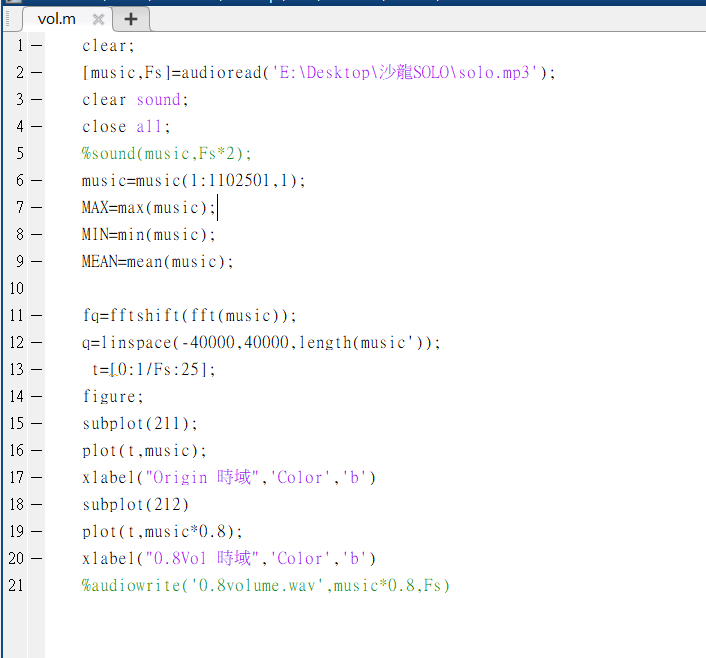 vol.m
1 — clear;
2 — [music,Fs]=audioread('E:\Desktop\沙龍SOLO\solo.mp3');
3 — clear sound;
4 — close all;
5 %sound(music,Fs*2);
6 — music=music(1:1102501,1);
7 — MAX=max(music);
8 — MIN=min(music);
9 — MEAN=mean(music);
10
11 — fq=fftshift(fft(music));
12 — q=linspace(-40000,40000,length(music'));
13 — t=[0:1/Fs:25];
14 — figure;
15 — subplot(211);
16 — plot(t,music);
17 — xlabel("Origin 時域",'Color','b')
18 — subplot(212)
19 — plot(t,music*0.8);
20 — xlabel("0.8Vol 時域",'Color','b')
21 %audiowrite('0.8volume.wav',music*0.8,Fs)